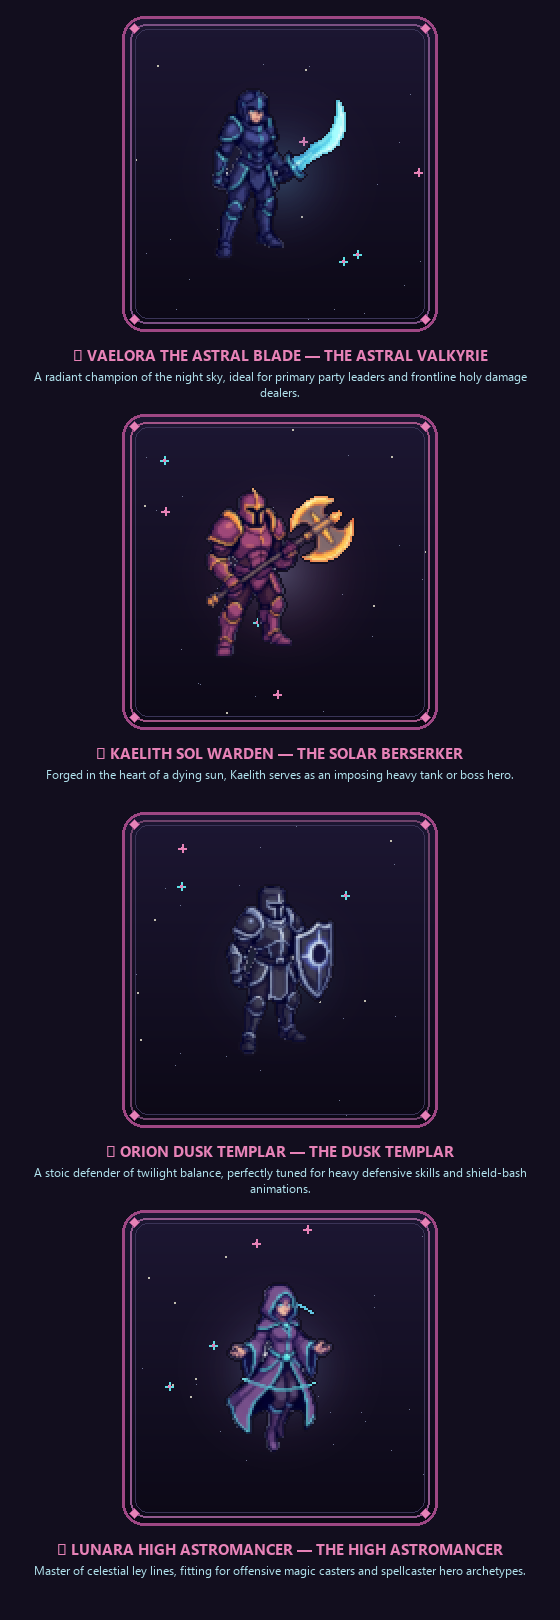 VAELORA THE ASTRAL BLADE — THE ASTRAL VALKYRIE
A radiant champion of the night sky, ideal for primary party leaders and frontline holy damage
dealers.
KAELITH SOL WARDEN — THE SOLAR BERSERKER
Forged in the heart of a dying sun, Kaelith serves as an imposing heavy tank or boss hero.
ORION DUSK TEMPLAR — THE DUSK TEMPLAR
A stoic defender of twilight balance, perfectly tuned for heavy defensive skills and shield-bash
animations.
LUNARA HIGH ASTROMANCER — THE HIGH ASTROMANCER
Master of celestial ley lines, fitting for offensive magic casters and spellcaster hero archetypes.